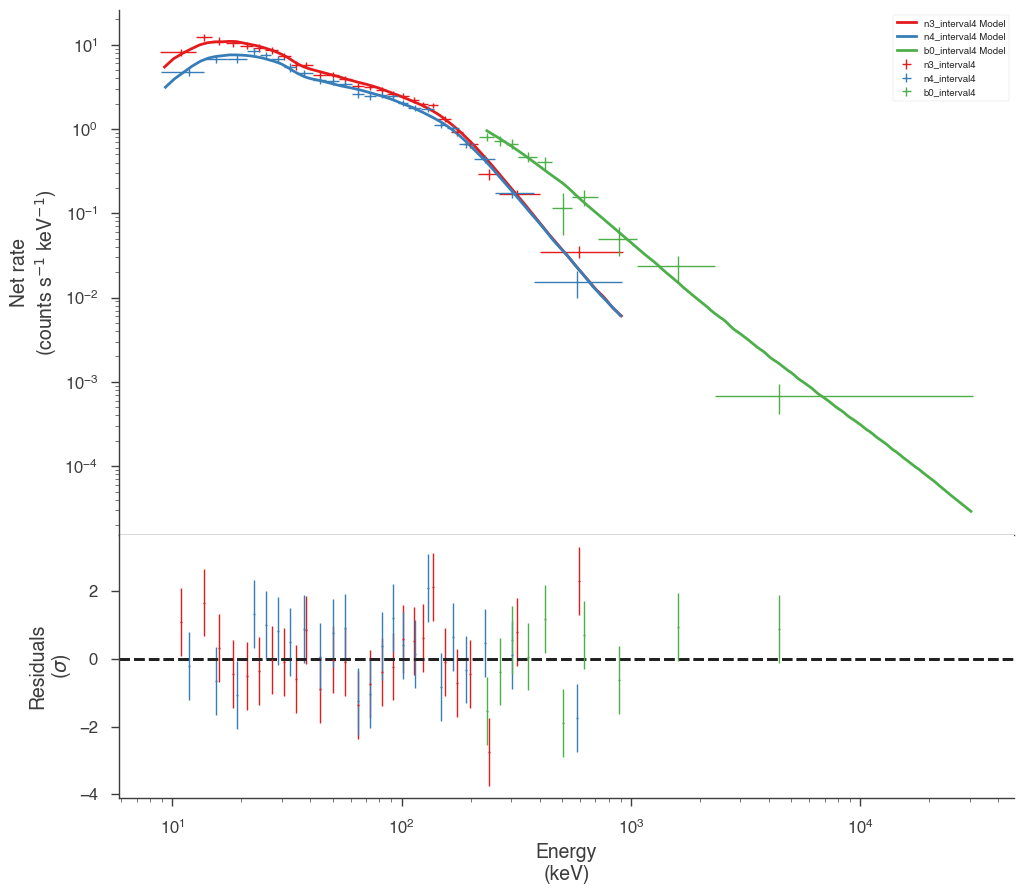 n3_interval4 Model
n4_interval4 Model
b0_interval4 Model
n3_interval4
n4_interval4
b0_interval4
Net rate
(counts s⁻¹ keV⁻¹)
10¹
10⁰
10⁻¹
10⁻²
10⁻³
10⁻⁴
Residuals
(σ)
2
0
−2
−4
10¹
10²
10³
10⁴
Energy
(keV)